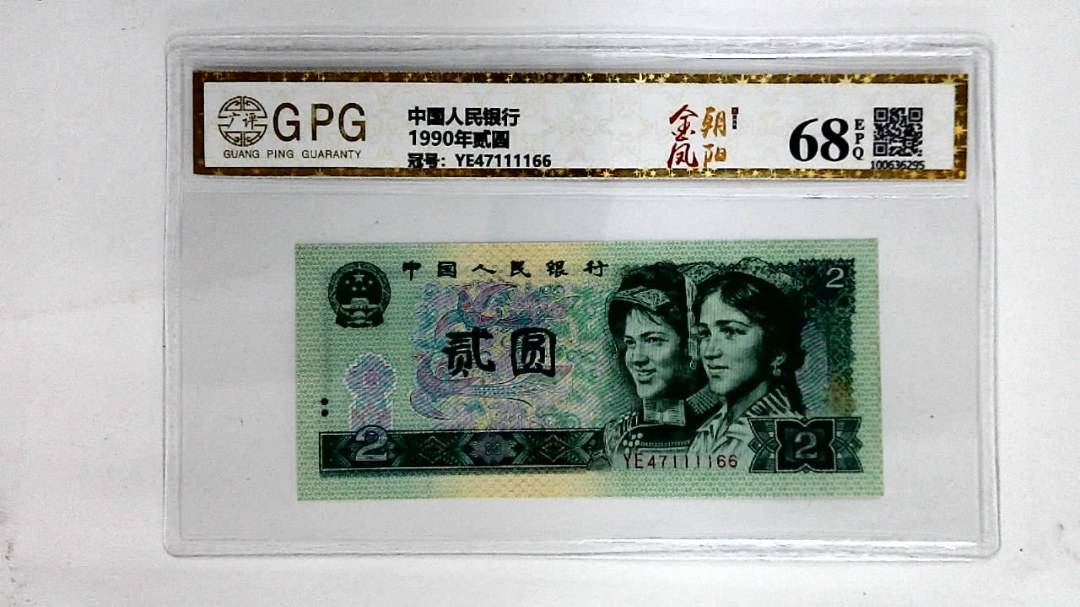 广评
GPG
GUANG PING GUARANTY
中国人民银行
1990年贰圆
冠号：YE47111166
金凤
朝阳
68
EPQ
100636295
中国人民银行
2
贰圆
2
YE47111166
2